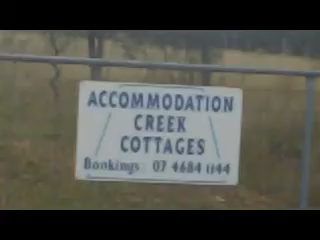 ACCOMMODATION
CREEK
COTTAGES
Bookings: 07 4684 1144